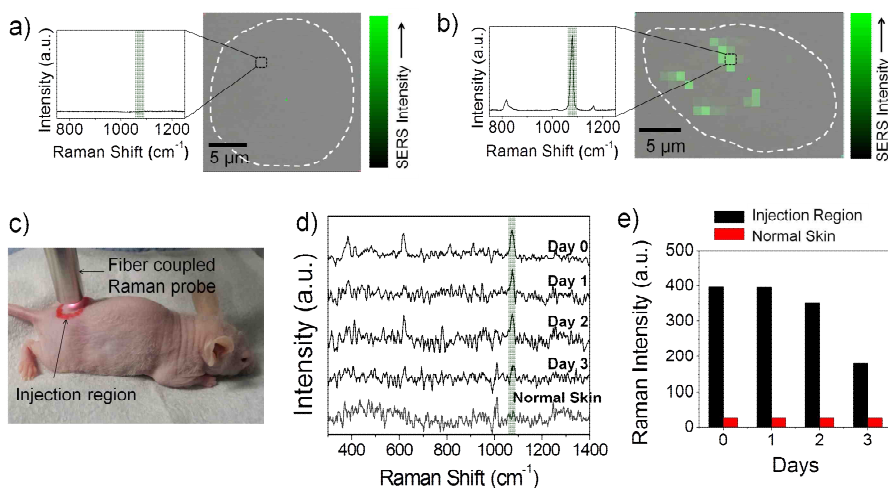 a)
Intensity (a.u.)
800 1000 1200
Raman Shift (cm-1)
5 µm
SERS Intensity
b)
Intensity (a.u.)
800 1000 1200
Raman Shift (cm-1)
5 µm
SERS Intensity
c)
Fiber coupled
Raman probe
Injection region
d)
Intensity (a.u.)
Day 0
Day 1
Day 2
Day 3
Normal Skin
400 600 800 1000 1200 1400
Raman Shift (cm-1)
e)
Injection Region
Normal Skin
Raman Intensity (a.u.)
500
400
300
200
100
0
0 1 2 3
Days